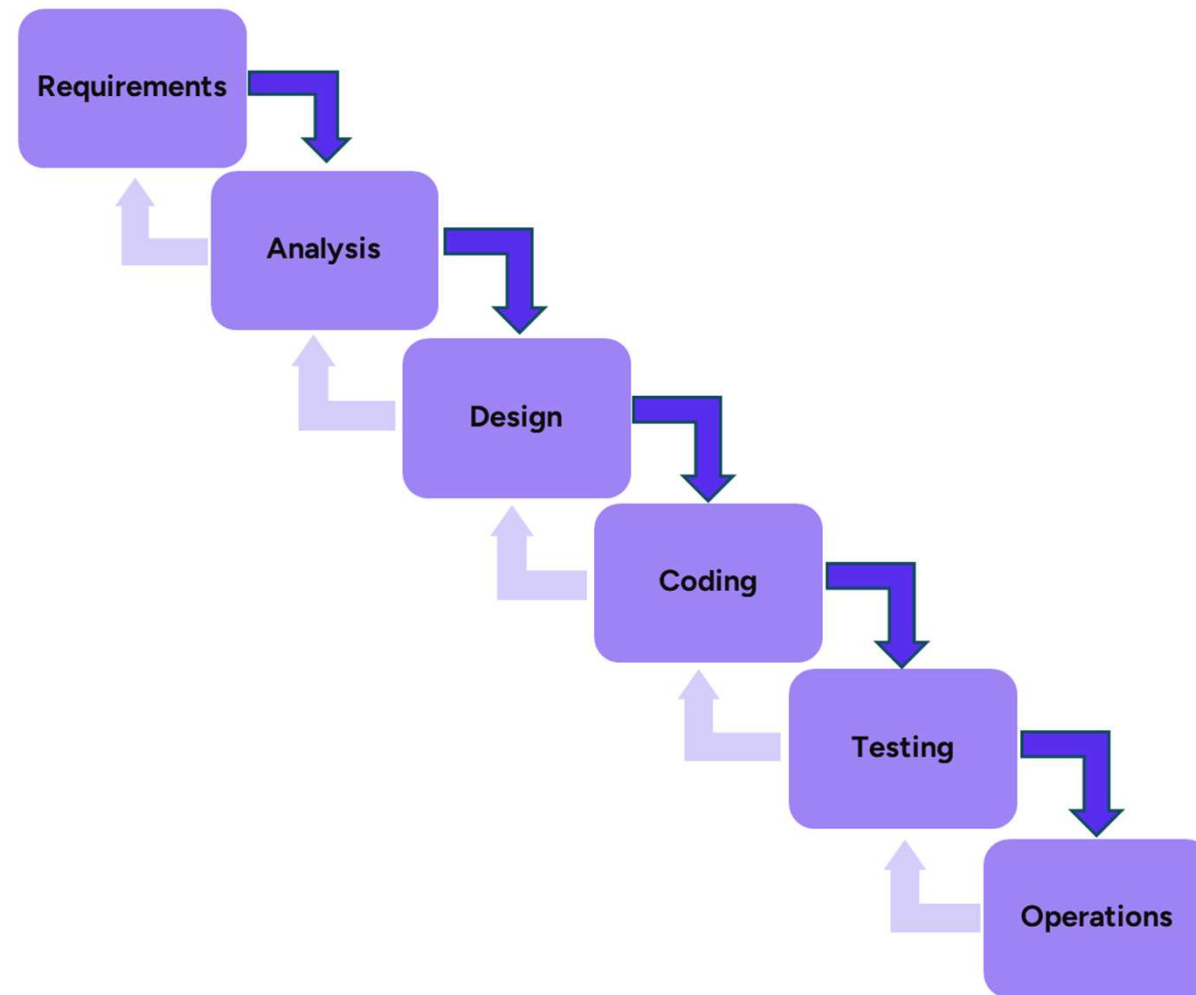 Requirements
Analysis
Design
Coding
Testing
Operations